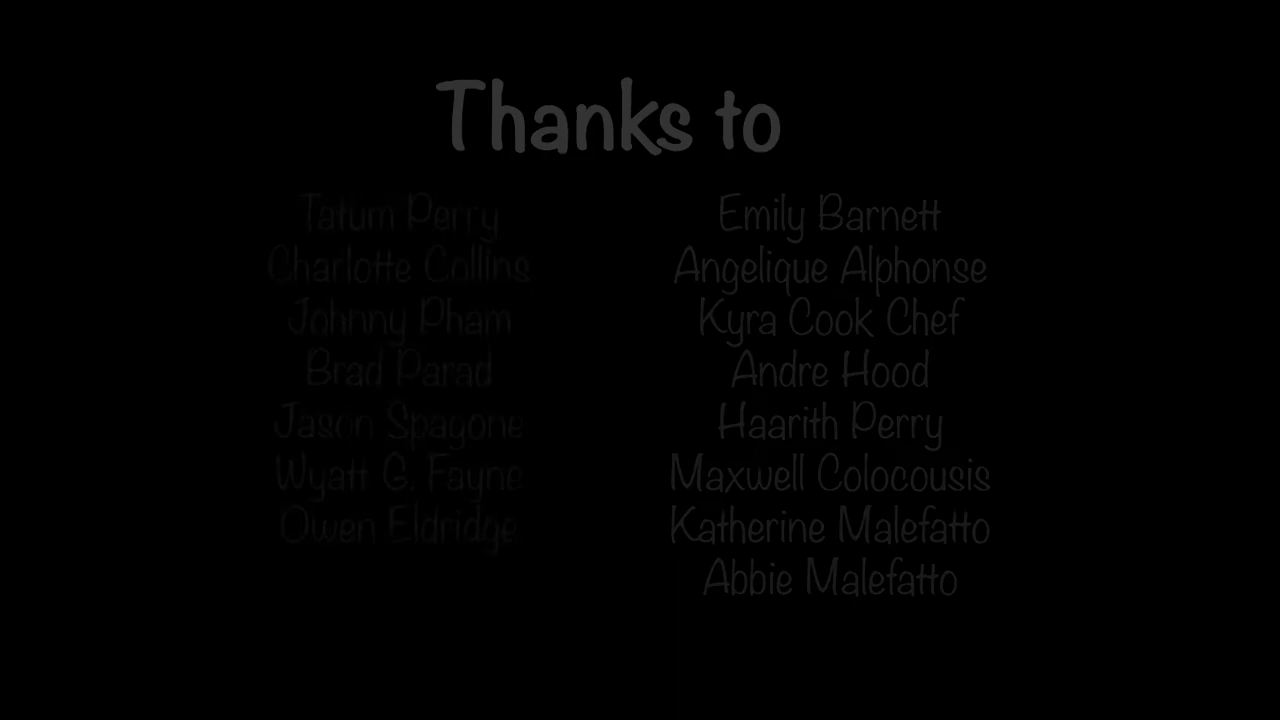 Thanks to
Tatum Perry
Charlotte Collins
Johnny Pham
Brad Parad
Jason Spagone
Wyatt G. Fayne
Owen Eldridge
Emily Barnett
Angelique Alphonse
Kyra Cook Chef
Andre Hood
Haarith Perry
Maxwell Colocousis
Katherine Malefatto
Abbie Malefatto